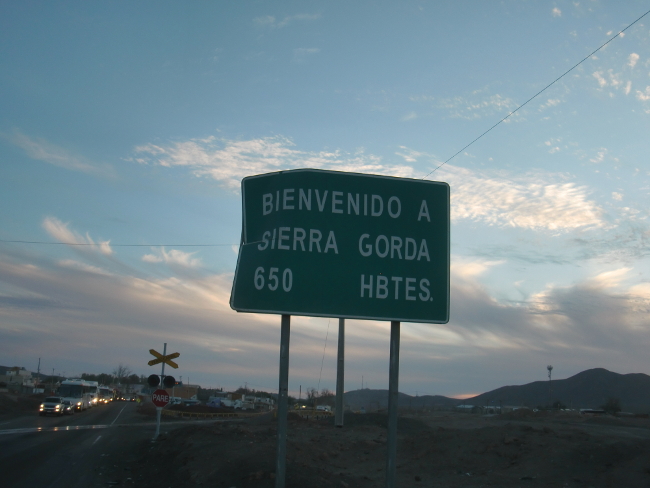 BIENVENIDO A
SIERRA GORDA
650 HBTES.
PARE